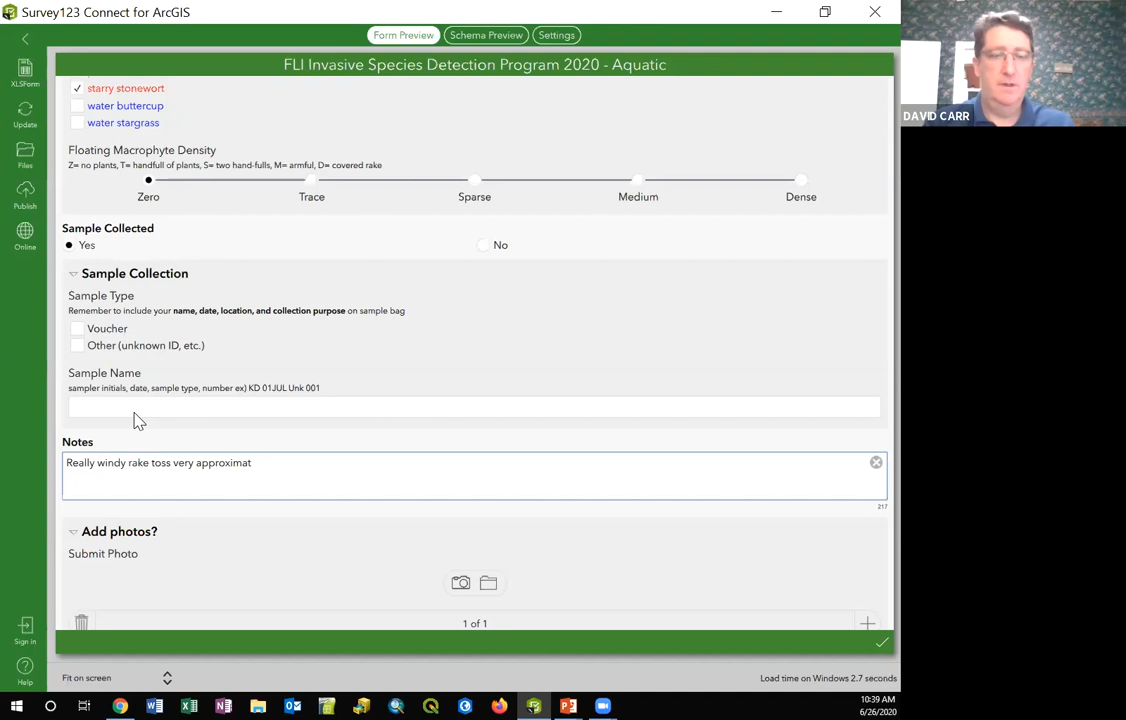 Survey123 Connect for ArcGIS
Form Preview
Schema Preview
Settings
XLSForm
Update
Files
Publish
Online
Sign in
Help
FLI Invasive Species Detection Program 2020 - Aquatic
starry stonewort
water buttercup
water stargrass
Floating Macrophyte Density
Z= no plants, T= handfull of plants, S= two hand-fulls, M= armful, D= covered rake
Zero Trace Sparse Medium Dense
Sample Collected
Yes No
Sample Collection
Sample Type
Remember to include your name, date, location, and collection purpose on sample bag
Voucher
Other (unknown ID, etc.)
Sample Name
sampler initials, date, sample type, number ex) KD 01JUL Unk 001
Notes
Really windy rake toss very approximat
217
Add photos?
Submit Photo
1 of 1
Fit on screen
Load time on Windows 2.7 seconds
10:39 AM
6/26/2020
DAVID CARR